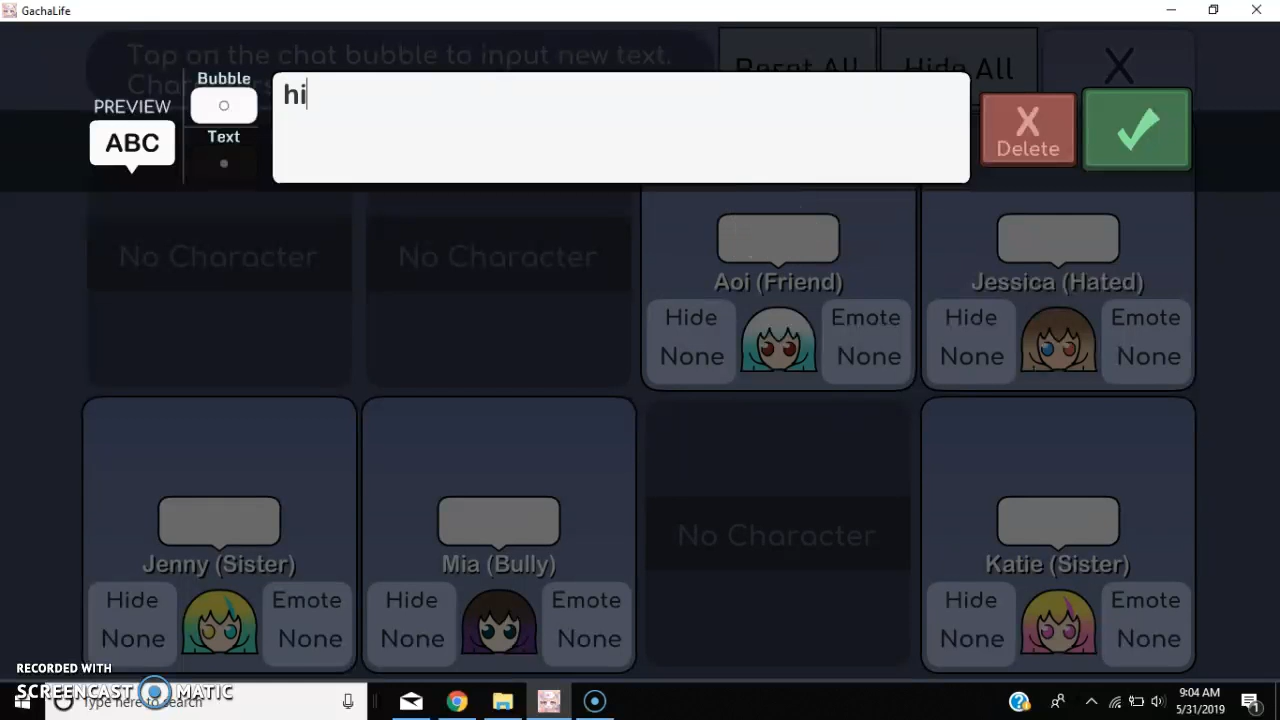 GachaLife
Tap on the chat bubble to input new text.
Reset All
Hide All
X
Bubble
hi
PREVIEW
ABC
Text
X
Delete
No Character
No Character
Aoi (Friend)
Jessica (Hated)
Hide
None
Emote
None
Hide
None
Emote
None
Jenny (Sister)
Mia (Bully)
No Character
Katie (Sister)
Hide
None
Emote
None
Hide
None
Emote
None
Hide
None
Emote
None
RECORDED WITH
SCREENCAST MATIC
Type here to search
9:04 AM
5/31/2019
1